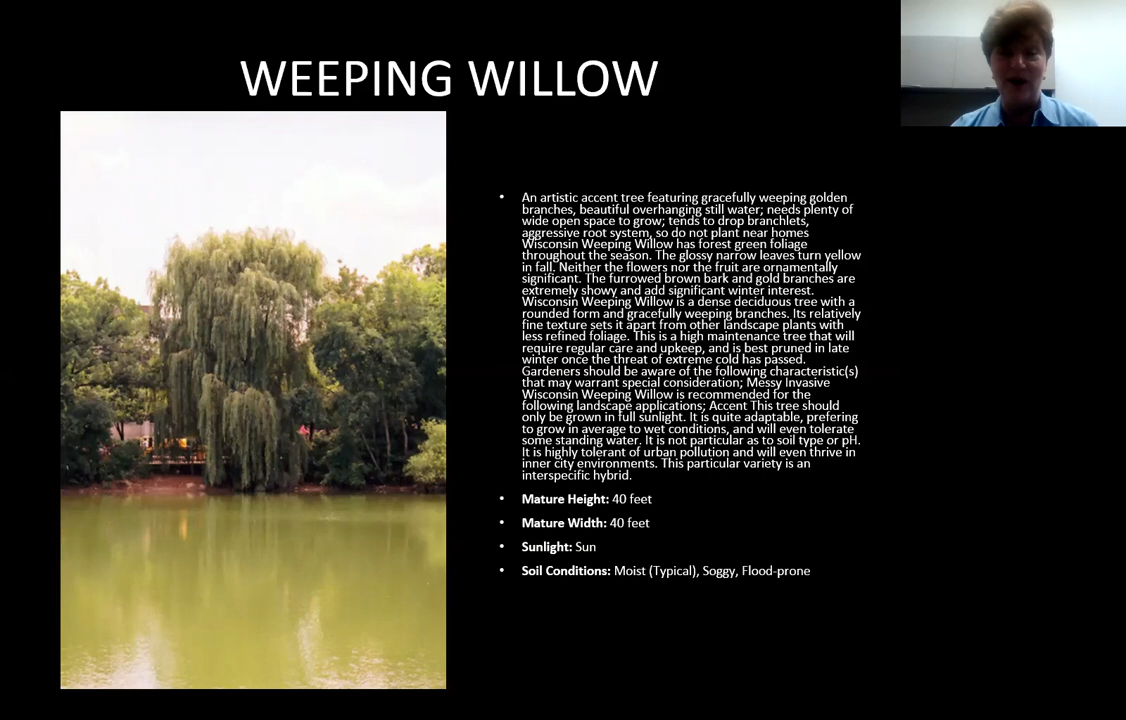 WEEPING WILLOW
• An artistic accent tree featuring gracefully weeping golden
branches, beautiful overhanging still water; needs plenty of
wide open space to grow; tends to drop branchlets,
aggressive root system, so do not plant near homes
Wisconsin Weeping Willow has forest green foliage
throughout the season. The glossy narrow leaves turn yellow
in fall. Neither the flowers nor the fruit are ornamentally
significant. The furrowed brown bark and gold branches are
extremely showy and add significant winter interest.
Wisconsin Weeping Willow is a dense deciduous tree with a
rounded form and gracefully weeping branches. Its relatively
fine texture sets it apart from other landscape plants with
less refined foliage. This is a high maintenance tree that will
require regular care and upkeep, and is best pruned in late
winter once the threat of extreme cold has passed.
Gardeners should be aware of the following characteristic(s)
that may warrant special consideration; Messy Invasive
Wisconsin Weeping Willow is recommended for the
following landscape applications; Accent This tree should
only be grown in full sunlight. It is quite adaptable, prefering
to grow in average to wet conditions, and will even tolerate
some standing water. It is not particular as to soil type or pH.
It is highly tolerant of urban pollution and will even thrive in
inner city environments. This particular variety is an
interspecific hybrid.
• Mature Height: 40 feet
• Mature Width: 40 feet
• Sunlight: Sun
• Soil Conditions: Moist (Typical), Soggy, Flood-prone